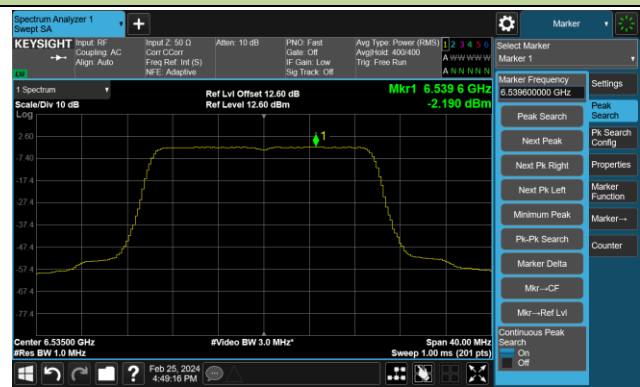 Spectrum Analyzer 1
Swept SA
+
Marker
KEYSIGHT
Input: RF
Coupling: AC
Align: Auto
Input Z: 50 Ω
Corr CCorr
Freq Ref: Int (S)
NFE: Adaptive
Atten: 10 dB
PNO: Fast
Gate: Off
IF Gain: Low
Sig Track: Off
Avg Type: Power (RMS)
Avg|Hold: 400/400
Trig: Free Run
1 2 3 4 5 6
A W W W W W
A N N N N N
Select Marker
Marker 1
1 Spectrum
Scale/Div 10 dB
Log
Ref Lvl Offset 12.60 dB
Ref Level 12.60 dBm
Mkr1 6.539 6 GHz
-2.190 dBm
1
2.60
-7.40
-17.4
-27.4
-37.4
-47.4
-57.4
-67.4
-77.4
Center 6.53500 GHz
#Res BW 1.0 MHz
#Video BW 3.0 MHz*
Span 40.00 MHz
Sweep 1.00 ms (201 pts)
Marker Frequency
6.539600000 GHz
Peak Search
Next Peak
Next Pk Right
Next Pk Left
Minimum Peak
Pk-Pk Search
Marker Delta
Mkr→CF
Mkr→Ref Lvl
Continuous Peak
Search
On
Off
Settings
Peak
Search
Pk Search
Config
Properties
Marker
Function
Marker→
Counter
?
Feb 25, 2024
4:49:16 PM